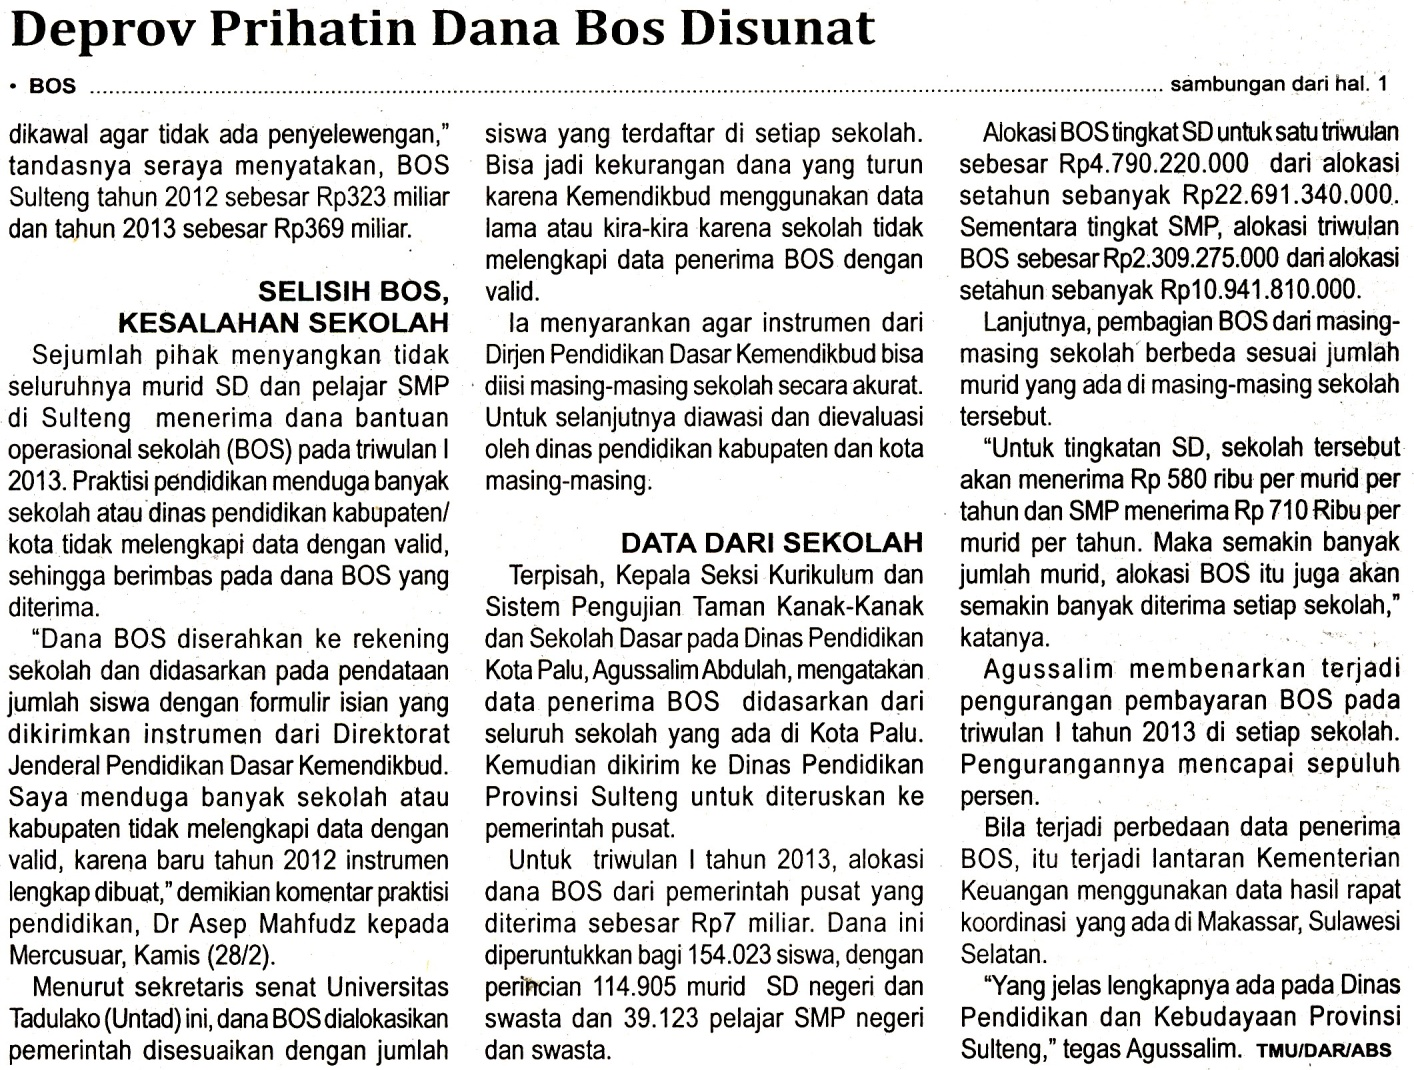 Deprov Prihatin Dana Bos Disunat
• BOS ........................................ sambungan dari hal. 1
dikawal agar tidak ada penyelewengan,”
tandasnya seraya menyatakan, BOS
Sulteng tahun 2012 sebesar Rp323 miliar
dan tahun 2013 sebesar Rp369 miliar.
SELISIH BOS,
KESALAHAN SEKOLAH
Sejumlah pihak menyangkan tidak
seluruhnya murid SD dan pelajar SMP
di Sulteng menerima dana bantuan
operasional sekolah (BOS) pada triwulan I
2013. Praktisi pendidikan menduga banyak
sekolah atau dinas pendidikan kabupaten/
kota tidak melengkapi data dengan valid,
sehingga berimbas pada dana BOS yang
diterima.
“Dana BOS diserahkan ke rekening
sekolah dan didasarkan pada pendataan
jumlah siswa dengan formulir isian yang
dikirimkan instrumen dari Direktorat
Jenderal Pendidikan Dasar Kemendikbud.
Saya menduga banyak sekolah atau
kabupaten tidak melengkapi data dengan
valid, karena baru tahun 2012 instrumen
lengkap dibuat,” demikian komentar praktisi
pendidikan, Dr Asep Mahfudz kepada
Mercusuar, Kamis (28/2).
Menurut sekretaris senat Universitas
Tadulako (Untad) ini, dana BOS dialokasikan
pemerintah disesuaikan dengan jumlah
siswa yang terdaftar di setiap sekolah.
Bisa jadi kekurangan dana yang turun
karena Kemendikbud menggunakan data
lama atau kira-kira karena sekolah tidak
melengkapi data penerima BOS dengan
valid.
Ia menyarankan agar instrumen dari
Dirjen Pendidikan Dasar Kemendikbud bisa
diisi masing-masing sekolah secara akurat.
Untuk selanjutnya diawasi dan dievaluasi
oleh dinas pendidikan kabupaten dan kota
masing-masing.
DATA DARI SEKOLAH
Terpisah, Kepala Seksi Kurikulum dan
Sistem Pengujian Taman Kanak-Kanak
dan Sekolah Dasar pada Dinas Pendidikan
Kota Palu, Agussalim Abdulah, mengatakan
data penerima BOS didasarkan dari
seluruh sekolah yang ada di Kota Palu.
Kemudian dikirim ke Dinas Pendidikan
Provinsi Sulteng untuk diteruskan ke
pemerintah pusat.
Untuk triwulan I tahun 2013, alokasi
dana BOS dari pemerintah pusat yang
diterima sebesar Rp7 miliar. Dana ini
diperuntukkan bagi 154.023 siswa, dengan
perincian 114.905 murid SD negeri dan
swasta dan 39.123 pelajar SMP negeri
dan swasta.
Alokasi BOS tingkat SD untuk satu triwulan
sebesar Rp4.790.220.000 dari alokasi
setahun sebanyak Rp22.691.340.000.
Sementara tingkat SMP, alokasi triwulan
BOS sebesar Rp2.309.275.000 dari alokasi
setahun sebanyak Rp10.941.810.000.
Lanjutnya, pembagian BOS dari masing-
masing sekolah berbeda sesuai jumlah
murid yang ada di masing-masing sekolah
tersebut.
“Untuk tingkatan SD, sekolah tersebut
akan menerima Rp 580 ribu per murid per
tahun dan SMP menerima Rp 710 Ribu per
murid per tahun. Maka semakin banyak
jumlah murid, alokasi BOS itu juga akan
semakin banyak diterima setiap sekolah,”
katanya.
Agussalim membenarkan terjadi
pengurangan pembayaran BOS pada
triwulan I tahun 2013 di setiap sekolah.
Pengurangannya mencapai sepuluh
persen.
Bila terjadi perbedaan data penerima
BOS, itu terjadi lantaran Kementerian
Keuangan menggunakan data hasil rapat
koordinasi yang ada di Makassar, Sulawesi
Selatan.
“Yang jelas lengkapnya ada pada Dinas
Pendidikan dan Kebudayaan Provinsi
Sulteng,” tegas Agussalim. TMU/DAR/ABS